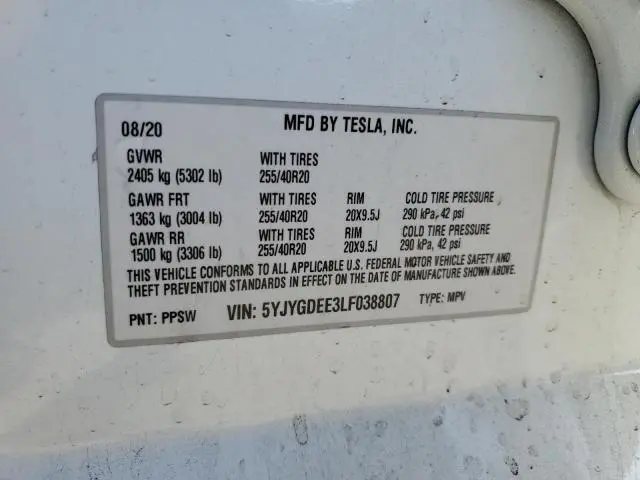 08/20 MFD BY TESLA, INC.
GVWR WITH TIRES
2405 kg (5302 lb) 255/40R20
GAWR FRT WITH TIRES RIM COLD TIRE PRESSURE
1363 kg (3004 lb) 255/40R20 20X9.5J 290 kPa, 42 psi
GAWR RR WITH TIRES RIM COLD TIRE PRESSURE
1500 kg (3306 lb) 255/40R20 20X9.5J 290 kPa, 42 psi
THIS VEHICLE CONFORMS TO ALL APPLICABLE U.S. FEDERAL MOTOR VEHICLE SAFETY AND
THEFT PREVENTION STANDARDS IN EFFECT ON THE DATE OF MANUFACTURE SHOWN ABOVE.
PNT: PPSW VIN: 5YJYGDEE3LF038807 TYPE: MPV